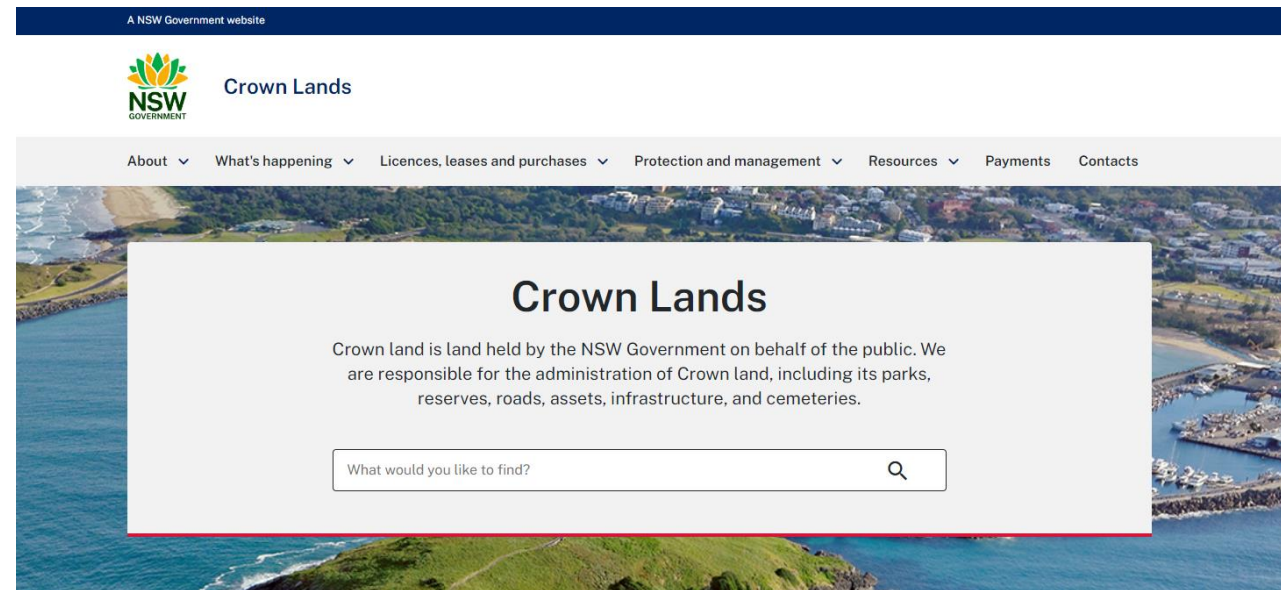 A NSW Government website
NSW
GOVERNMENT
Crown Lands
About
What's happening
Licences, leases and purchases
Protection and management
Resources
Payments
Contacts
Crown Lands
Crown land is land held by the NSW Government on behalf of the public. We
are responsible for the administration of Crown land, including its parks,
reserves, roads, assets, infrastructure, and cemeteries.
What would you like to find?